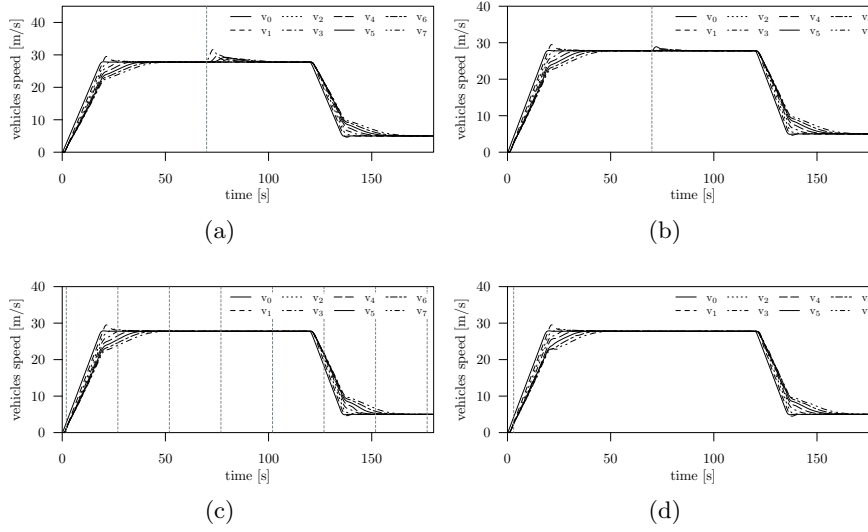 v0 v2 v4 v6
v1 v3 v5 v7
vehicles speed [m/s]
40
30
20
10
0
0 50 100 150
time [s]
(a)
v0 v2 v4 v
v1 v3 v5 v
vehicles speed [m/s]
40
30
20
10
0
0 50 100 150
time [s]
(b)
v0 v2 v4 v6
v1 v3 v5 v7
vehicles speed [m/s]
40
30
20
10
0
0 50 100 150
time [s]
(c)
v0 v2 v4 v
v1 v3 v5 v
vehicles speed [m/s]
40
30
20
10
0
0 50 100 150
time [s]
(d)